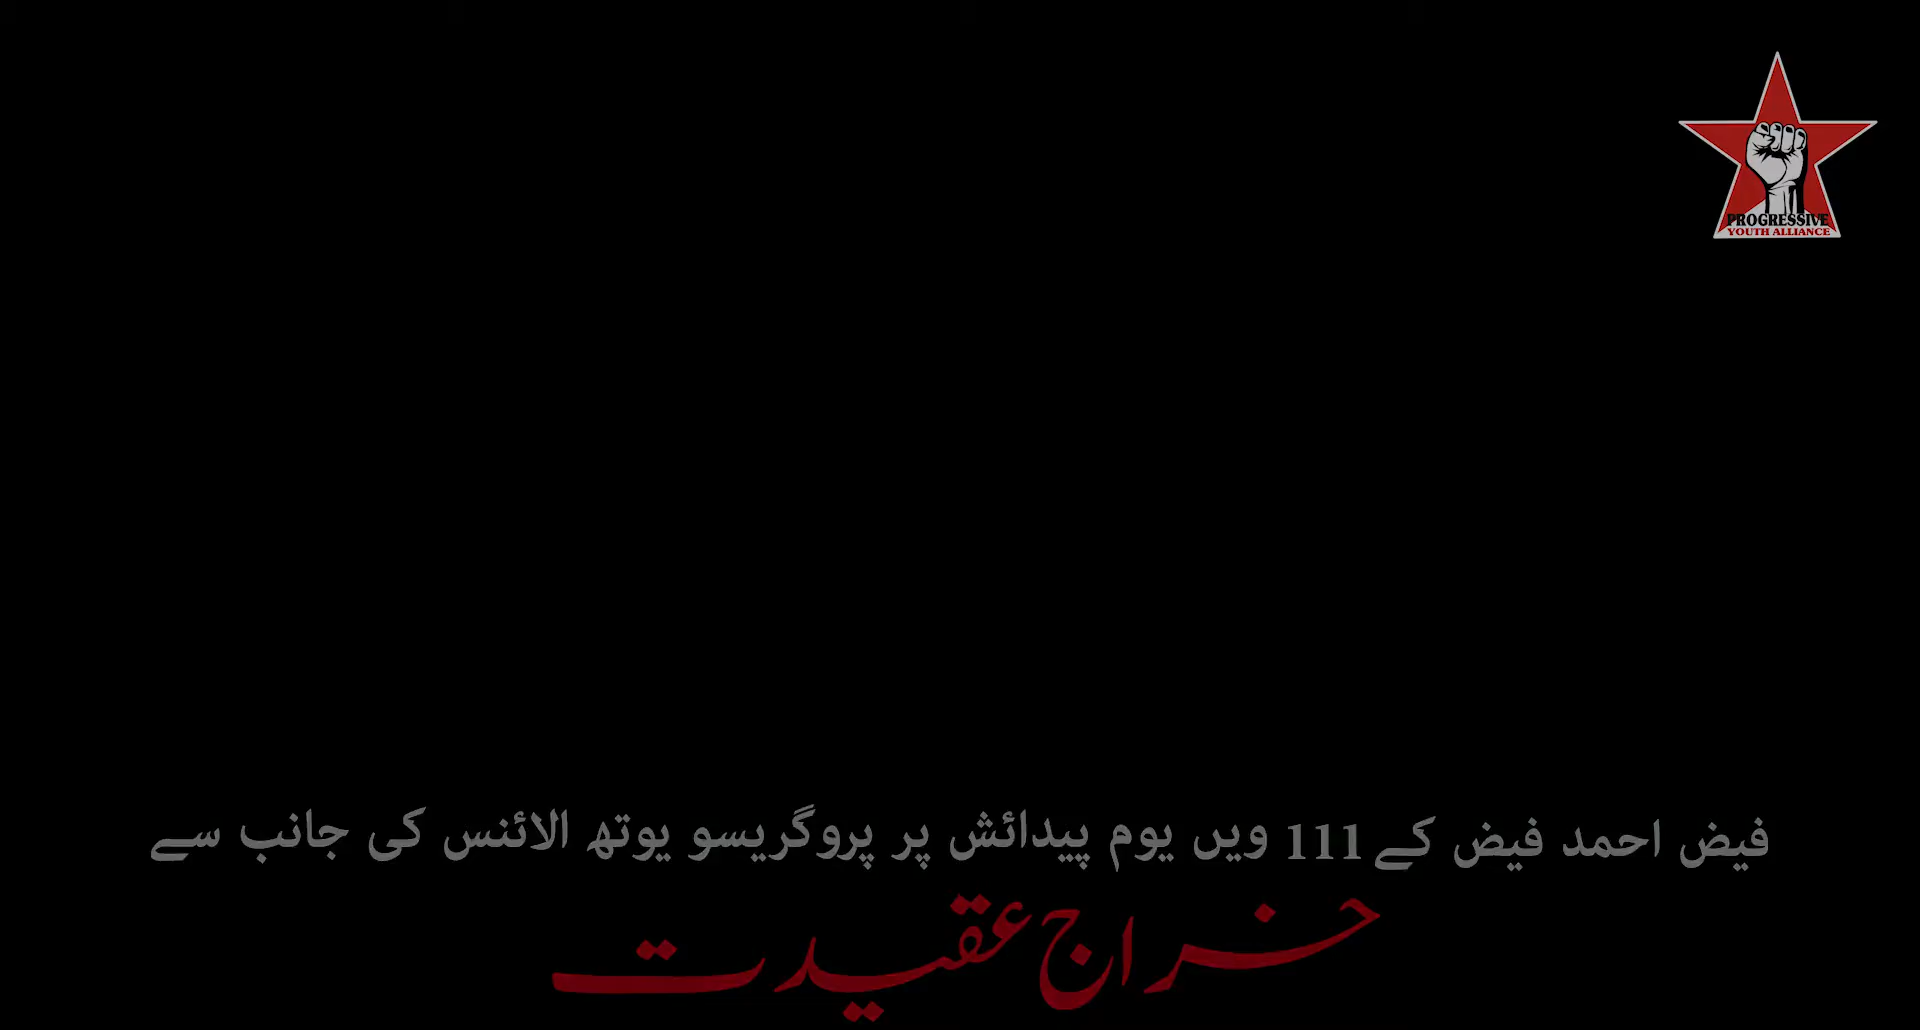 PROGRESSIVE
YOUTH ALLIANCE
فیض احمد فیض کے 111 ویں یوم پیدائش پر پروگریسو یوتھ الائنس کی جانب سے
خراج عقیدت